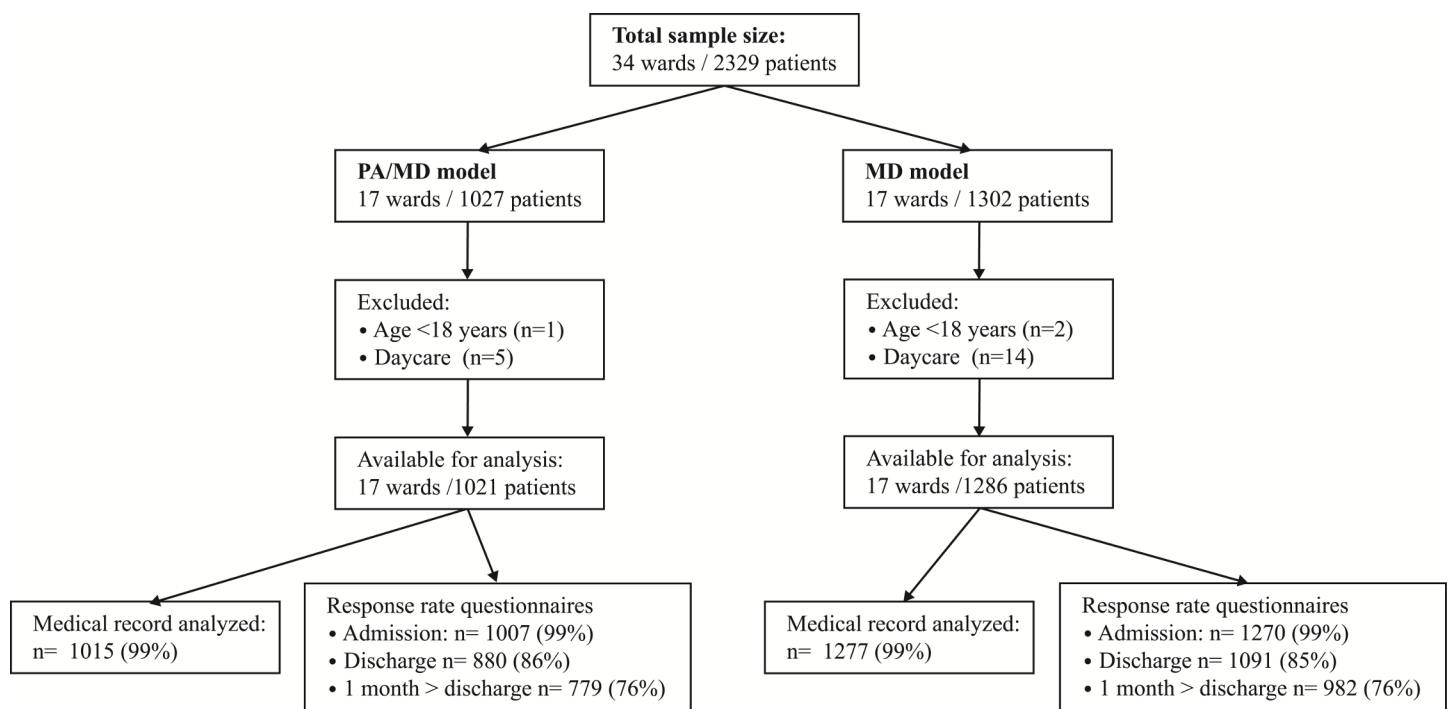 Total sample size:
34 wards / 2329 patients
PA/MD model
17 wards / 1027 patients
MD model
17 wards / 1302 patients
Excluded:
• Age <18 years (n=1)
• Daycare (n=5)
Excluded:
• Age <18 years (n=2)
• Daycare (n=14)
Available for analysis:
17 wards /1021 patients
Available for analysis:
17 wards /1286 patients
Medical record analyzed:
n= 1015 (99%)
Response rate questionnaires
• Admission: n= 1007 (99%)
• Discharge n= 880 (86%)
• 1 month > discharge n= 779 (76%)
Medical record analyzed:
n= 1277 (99%)
Response rate questionnaires
• Admission: n= 1270 (99%)
• Discharge n= 1091 (85%)
• 1 month > discharge n= 982 (76%)